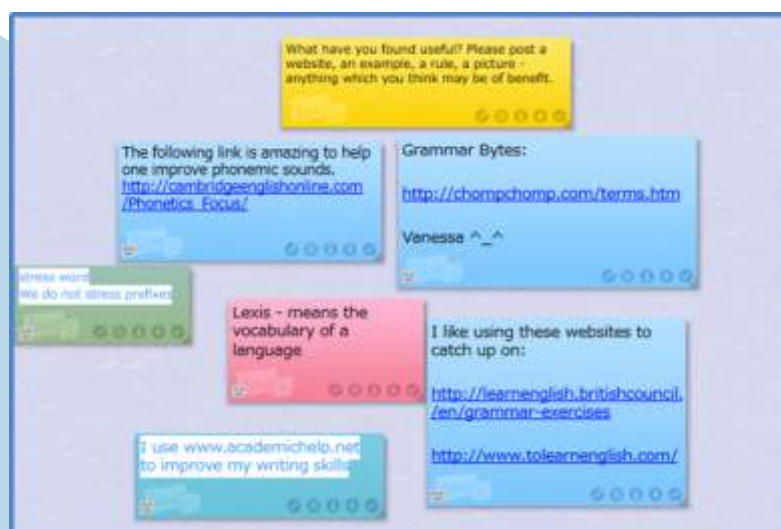 What have you found useful? Please post a
website, an example, a rule, a picture -
anything which you think may be of benefit.
The following link is amazing to help
one improve phonemic sounds.
http://cambridgeenglishonline.com
/Phonetics_Focus/
Grammar Bytes:
http://chompchomp.com/terms.htm
Vanessa ^_^
stress word
We do not stress prefixes
Lexis - means the
vocabulary of a
language
I like using these websites to
catch up on:
http://learnenglish.britishcouncil.
/en/grammar-exercises
http://www.tolearnenglish.com/
I use www.academichelp.net
to improve my writing skills